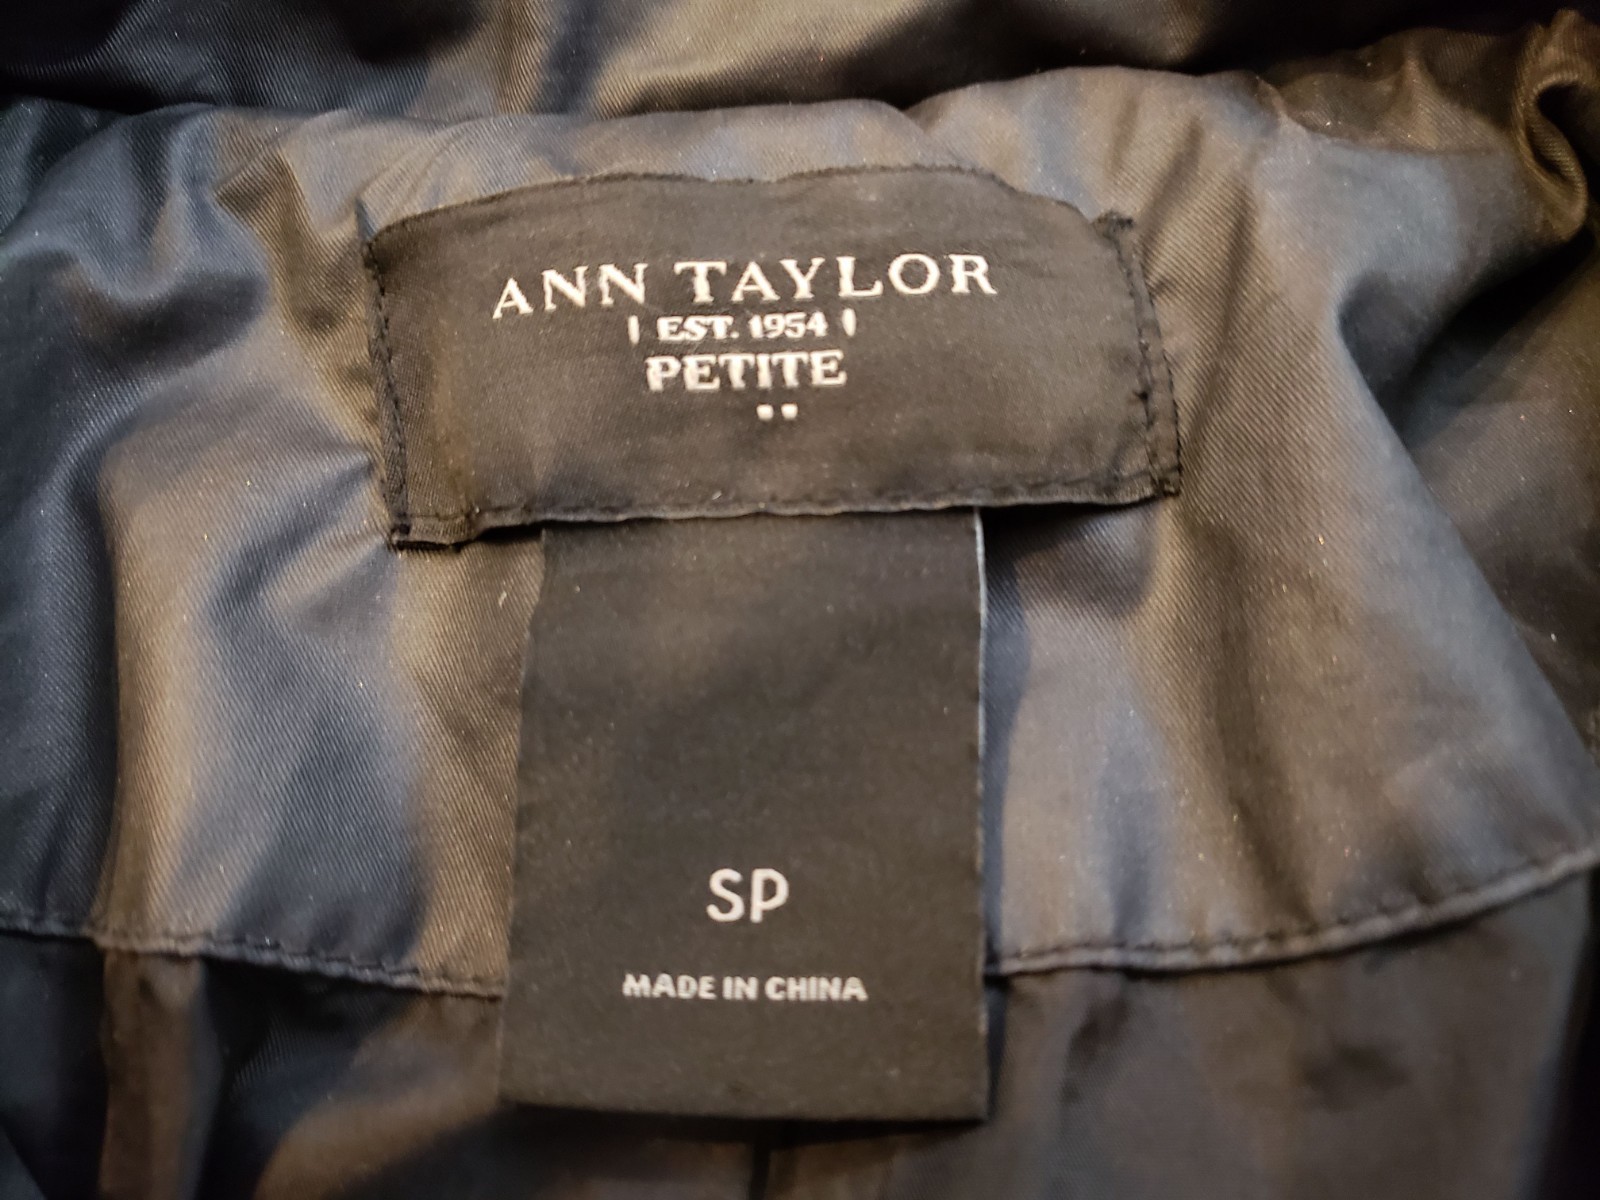 ANN TAYLOR
EST. 1954
PETITE
SP
MADE IN CHINA